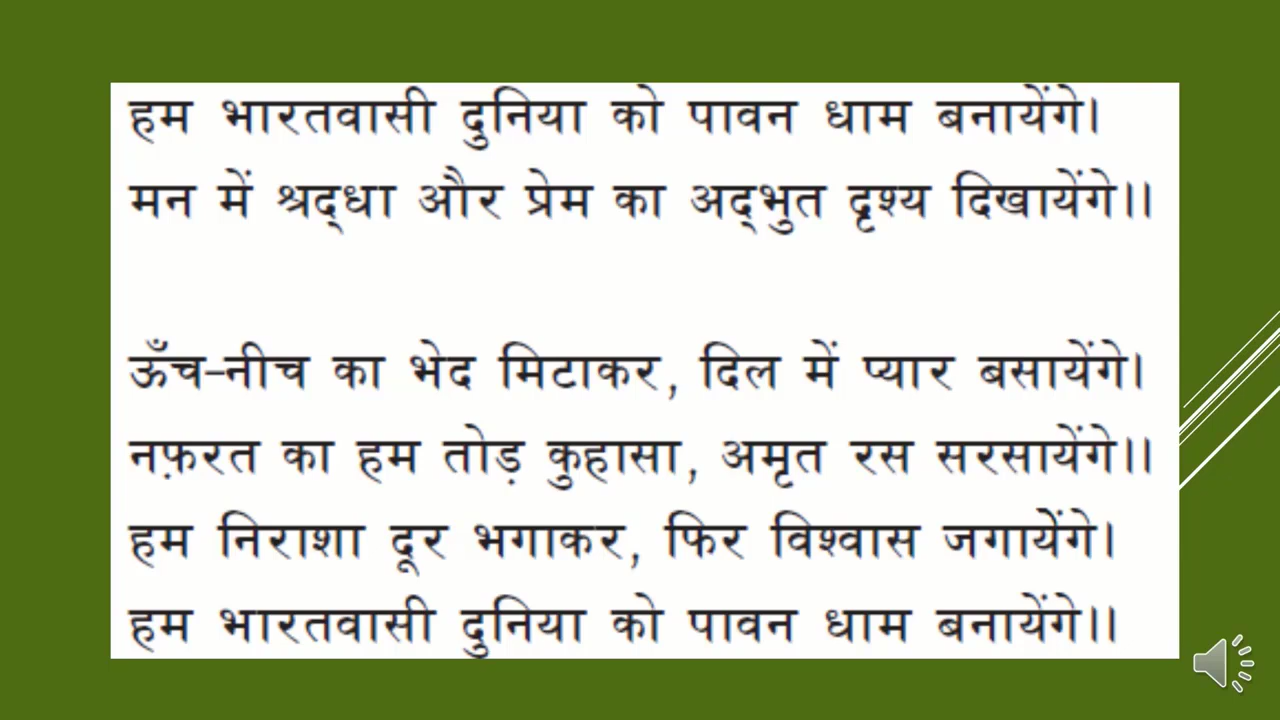 हम भारतवासी दुनिया को पावन धाम बनायेंगे।
मन में श्रद्‌धा और प्रेम का अद्‌भुत दृश्य दिखायेंगे।।
ऊँच-नीच का भेद मिटाकर, दिल में प्यार बसायेंगे।
नफ़रत का हम तोड़ कुहासा, अमृत रस सरसायेंगे।।
हम निराशा दूर भगाकर, फिर विश्वास जगायेंगे।
हम भारतवासी दुनिया को पावन धाम बनायेंगे।।